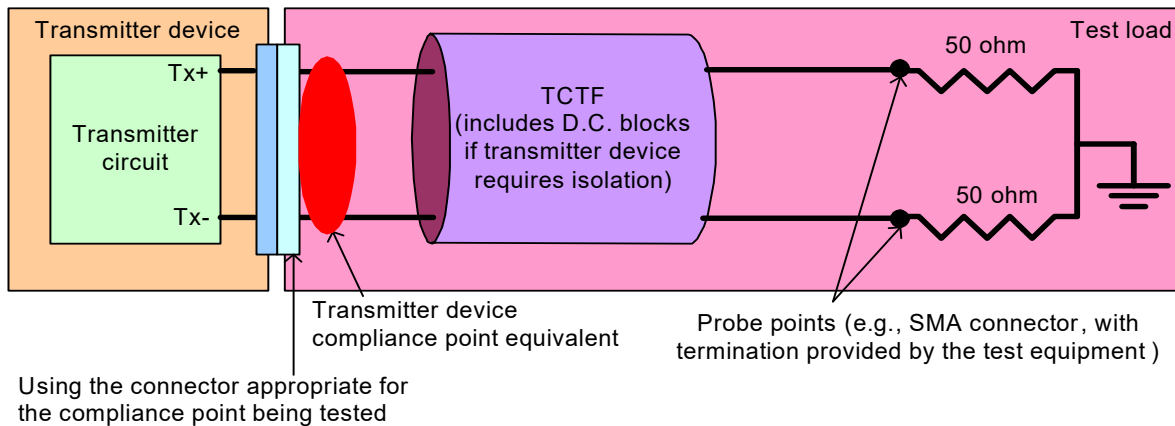 Transmitter device
Test load
Tx+
Transmitter
circuit
Tx-
TCTF
(includes D.C. blocks
if transmitter device
requires isolation)
50 ohm
50 ohm
Transmitter device
compliance point equivalent
Probe points (e.g., SMA connector, with
termination provided by the test equipment )
Using the connector appropriate for
the compliance point being tested